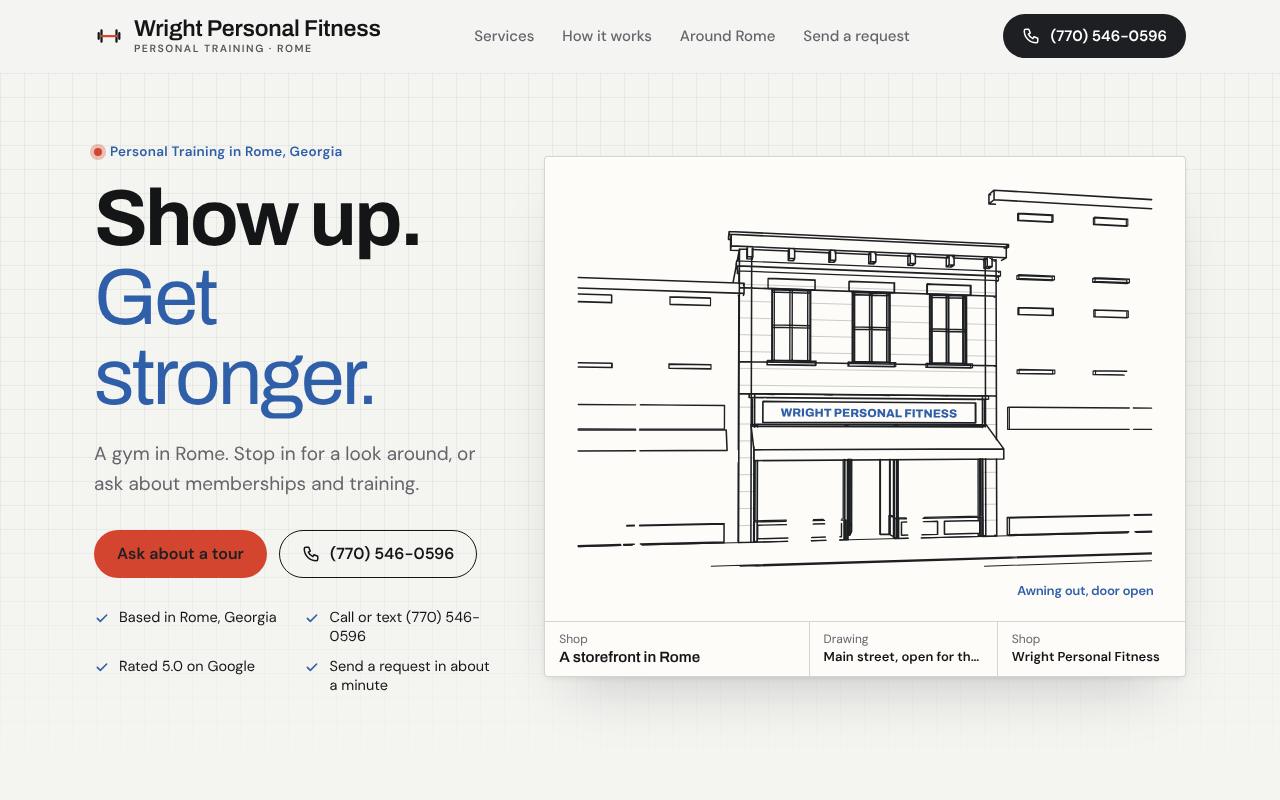 Wright Personal Fitness
PERSONAL TRAINING · ROME
Services
How it works
Around Rome
Send a request
(770) 546-0596
Personal Training in Rome, Georgia
Show up.
Get
stronger.
A gym in Rome. Stop in for a look around, or
ask about memberships and training.
Ask about a tour
(770) 546-0596
Based in Rome, Georgia
Call or text (770) 546-
0596
Rated 5.0 on Google
Send a request in about
a minute
WRIGHT PERSONAL FITNESS
Awning out, door open
Shop
A storefront in Rome
Drawing
Main street, open for th...
Shop
Wright Personal Fitness